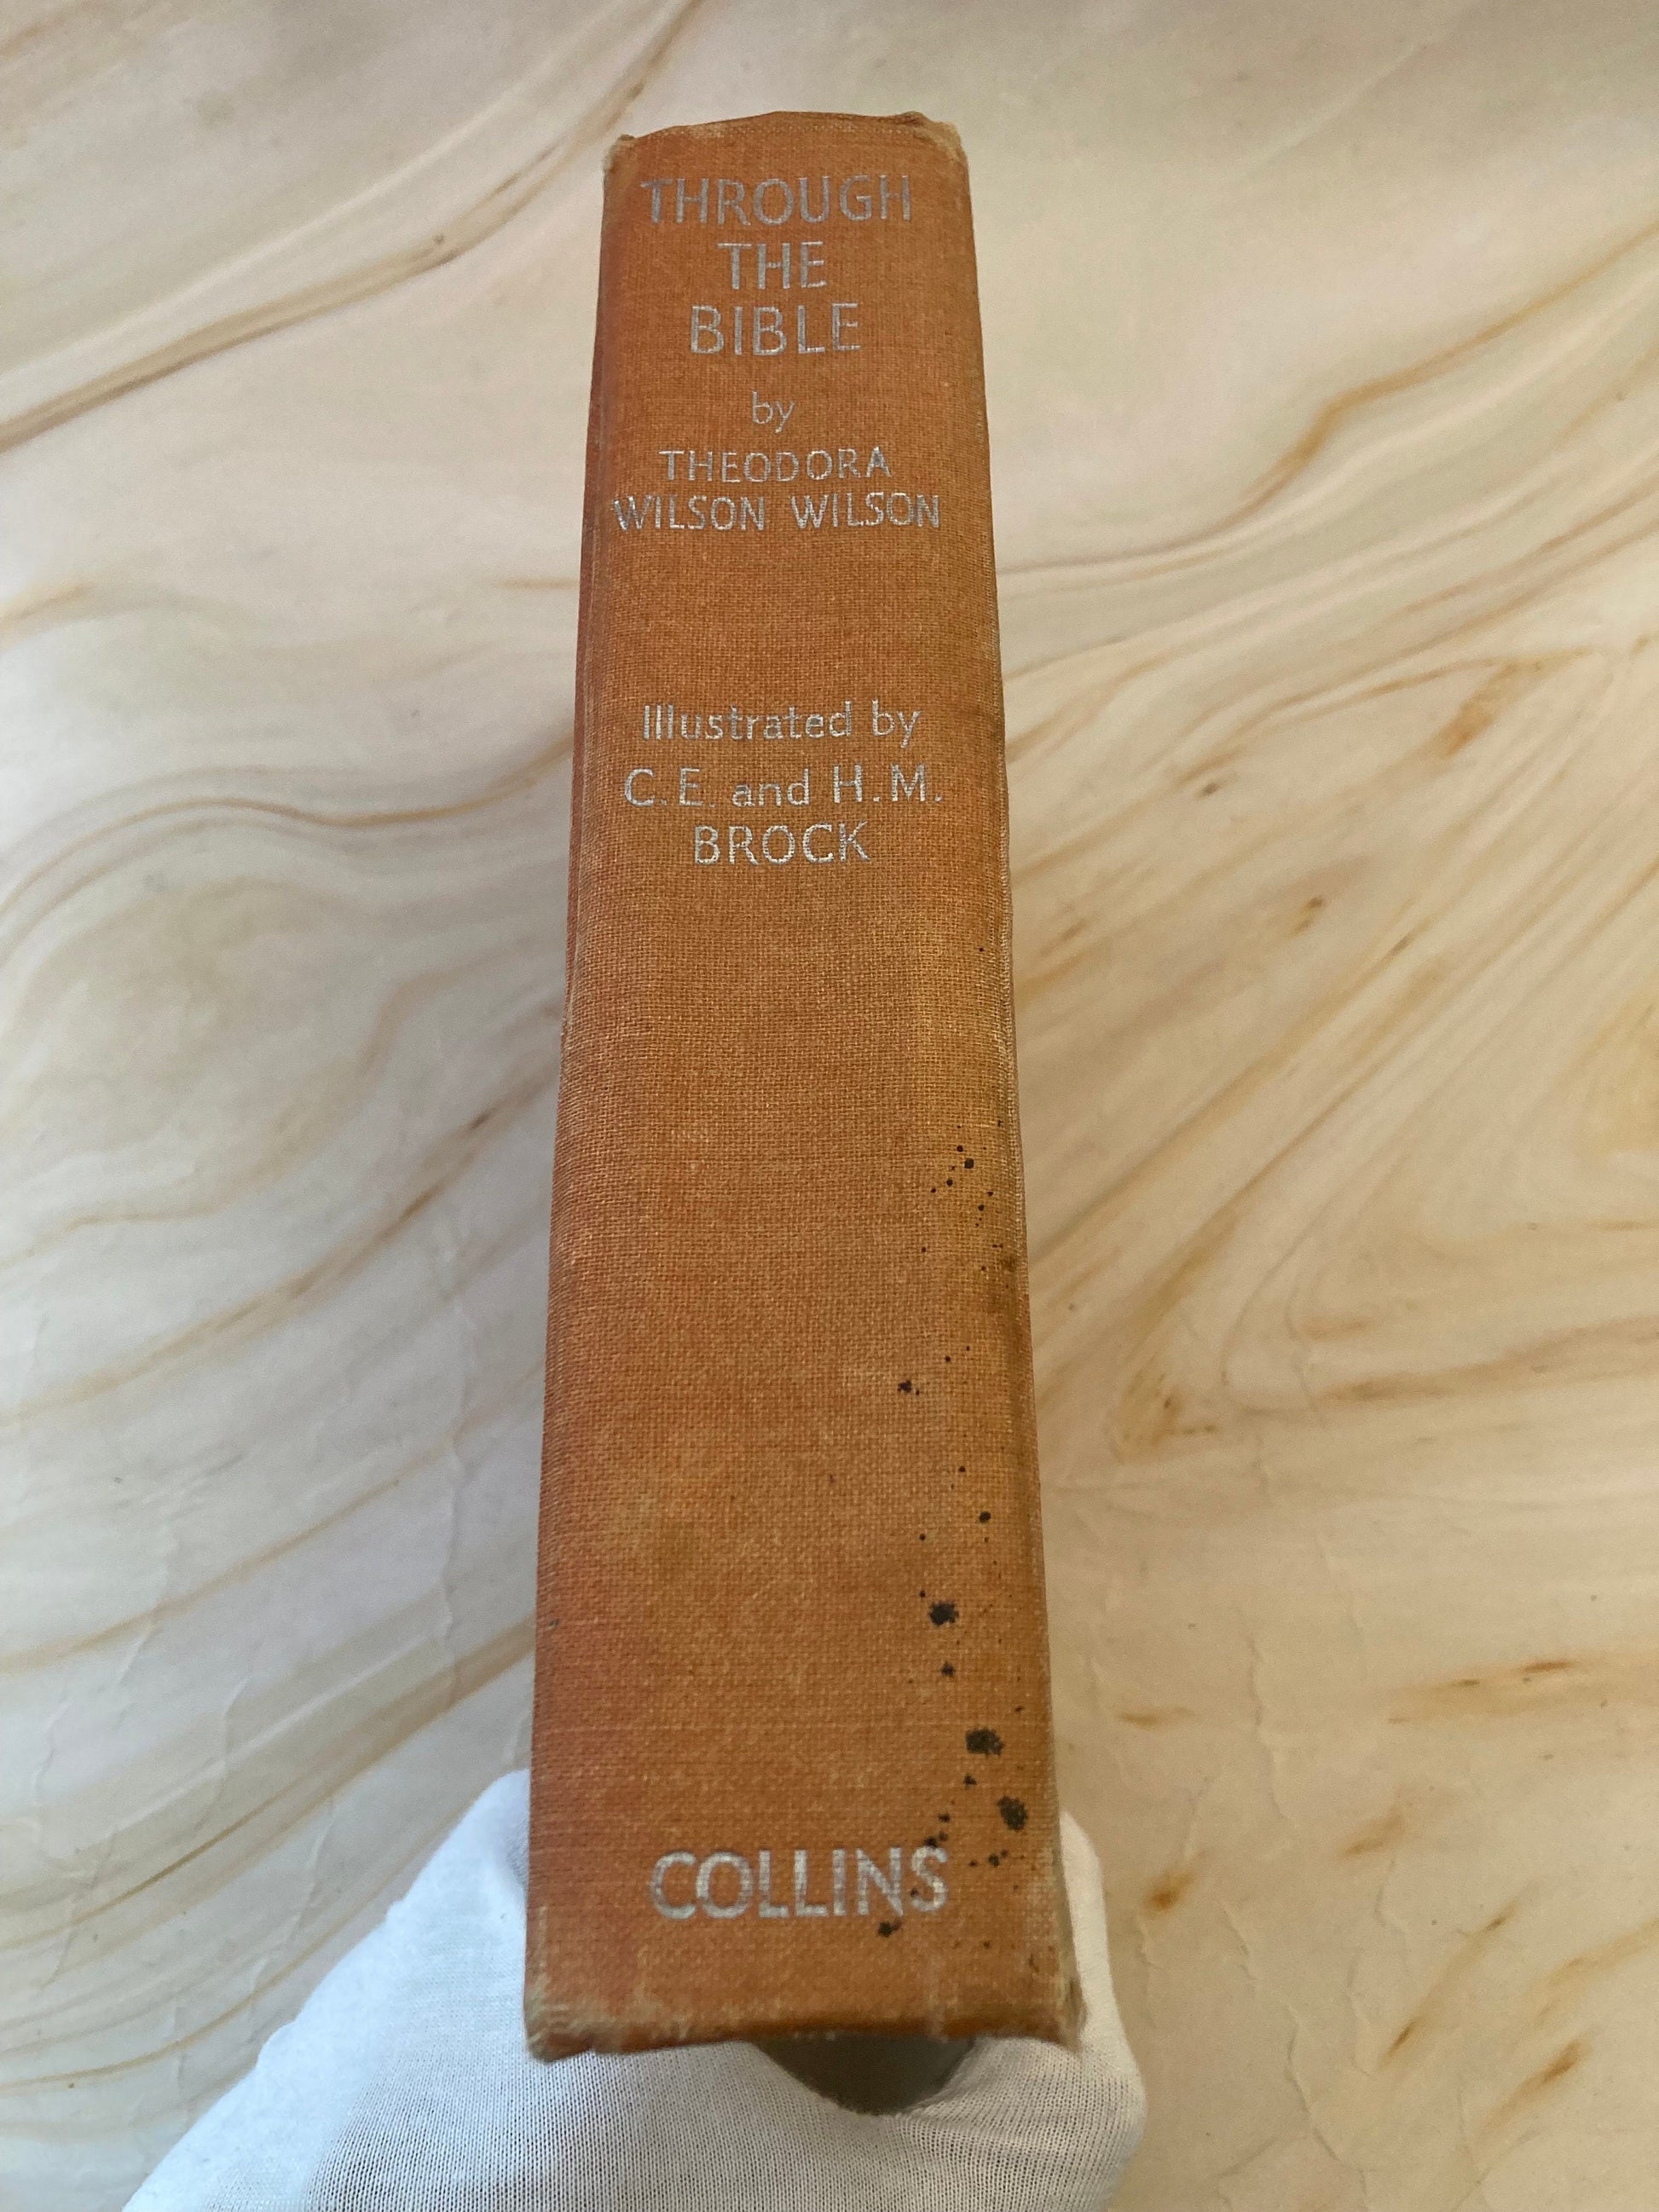 THROUGH
THE
BIBLE
by
THEODORA
WILSON WILSON
Illustrated by
C.E. and H.M.
BROCK
COLLINS